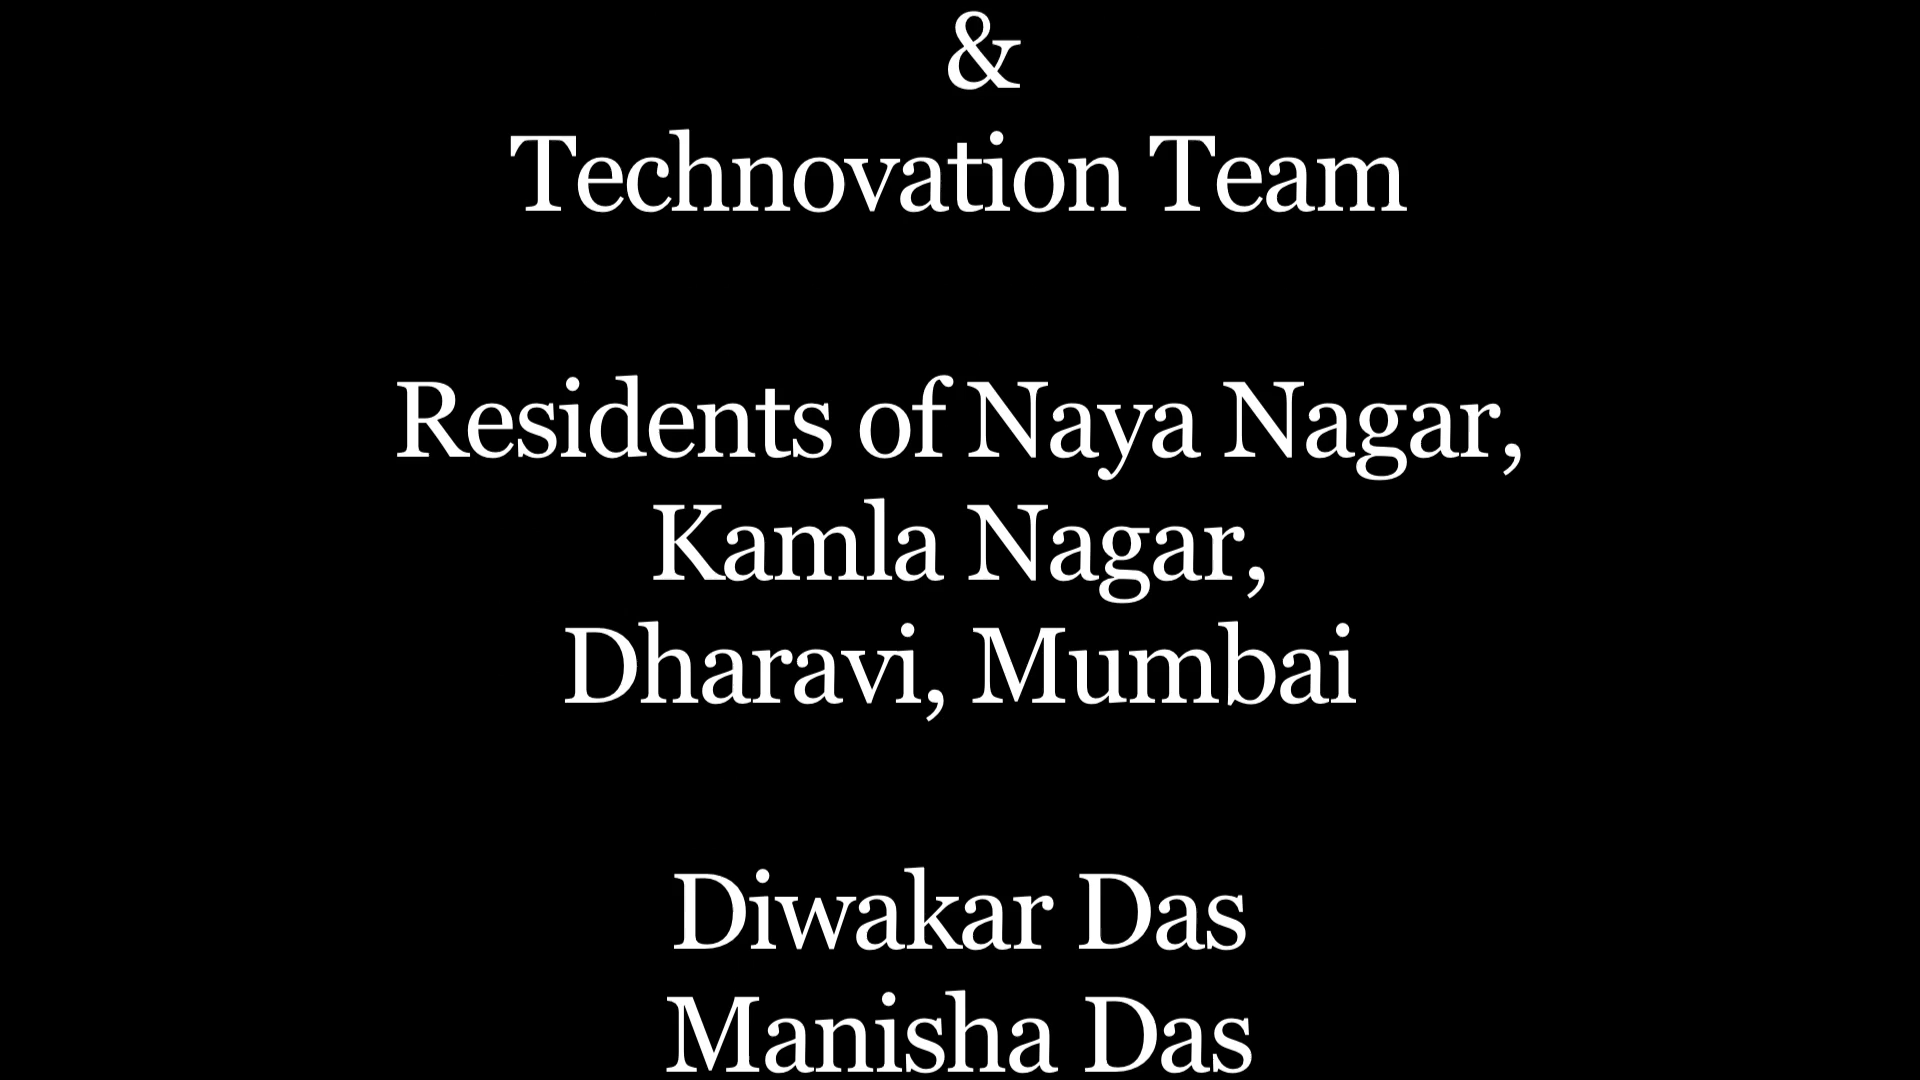 &
Technovation Team
Residents of Naya Nagar,
Kamla Nagar,
Dharavi, Mumbai
Diwakar Das
Manisha Das